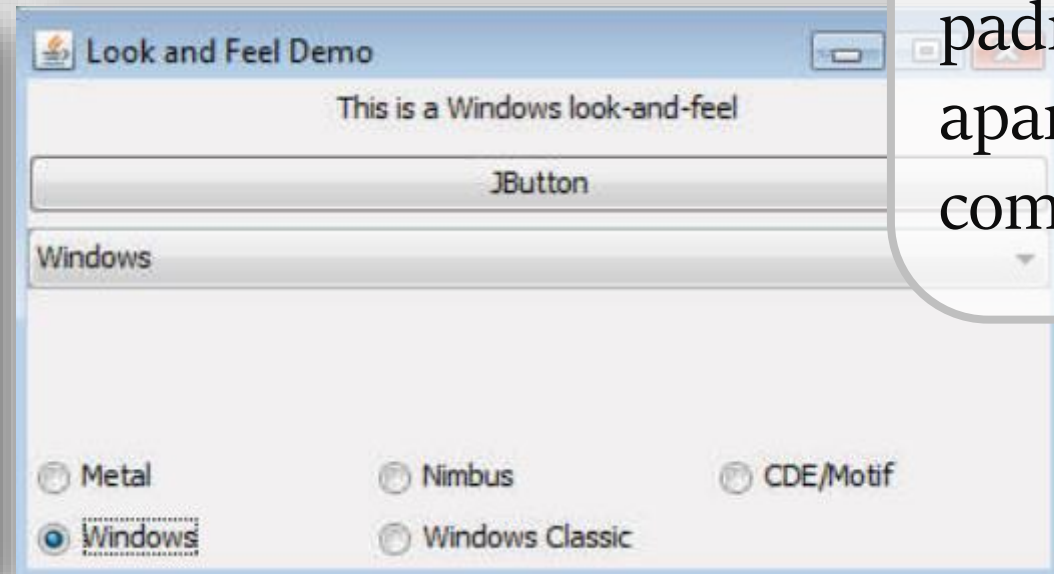 Look and Feel Demo
This is a Windows look-and-feel
JButton
Windows
Metal
Nimbus
CDE/Motif
Windows
Windows Classic